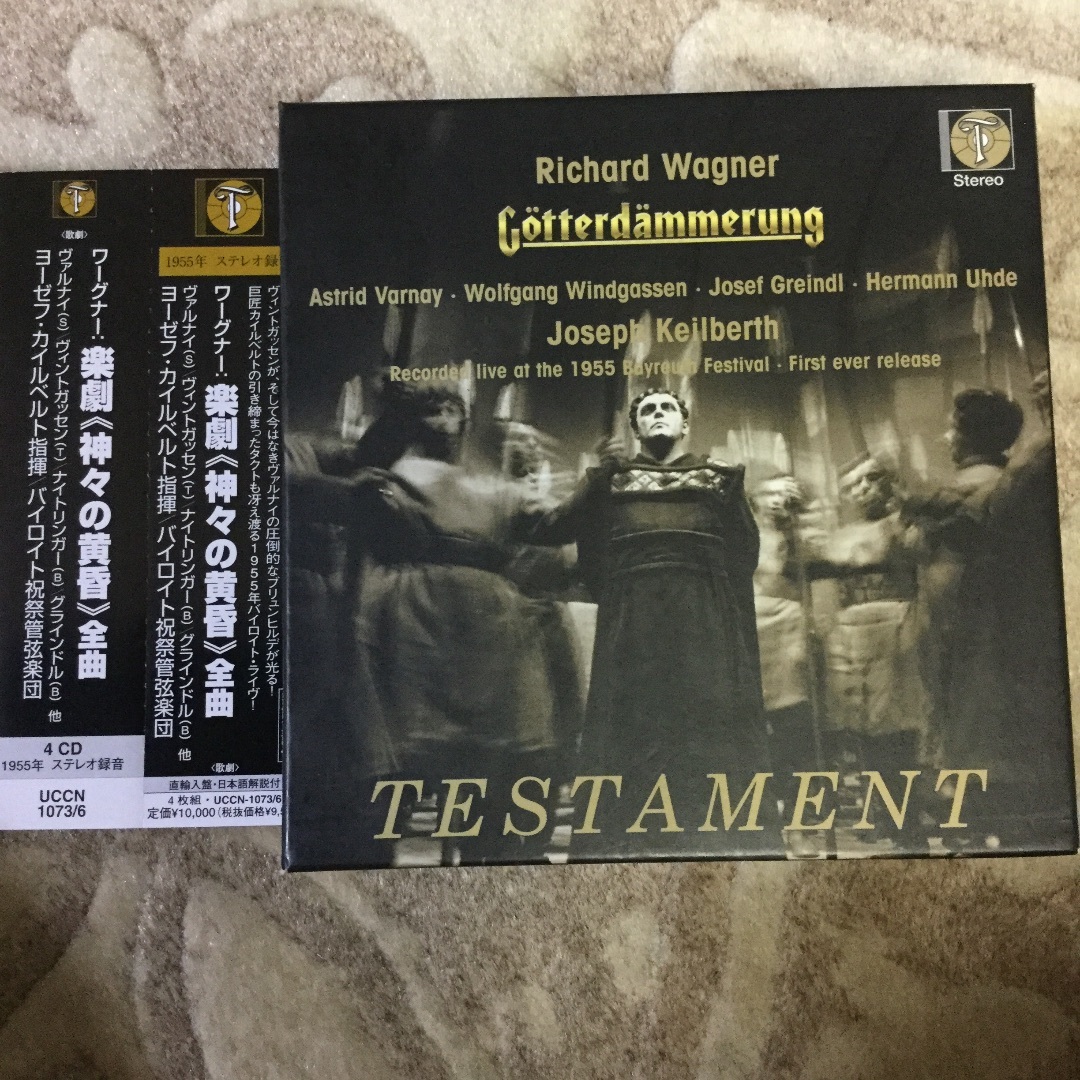 〈歌劇〉
ワーグナー：楽劇《神々の黄昏》全曲
ヴァルナイ(S) ヴィントガッセン(T)／ナイトリンガー(B)／グラインドル(B) 他
ヨーゼフ・カイルベルト指揮／バイロイト祝祭管弦楽団
4 CD
1955年 ステレオ録音
UCCN
1073/6
1955年 ステレオ録
ヴィントガッセンが、そして今はなきヴァルナイの圧倒的なブリュンヒルデが光る！
巨匠カイルベルトの引き締まったタクトも冴え渡る1955年バイロイト・ライヴ！
ワーグナー：楽劇《神々の黄昏》全曲
ヴァルナイ(S) ヴィントガッセン(T) ナイトリンガー(B)／グラインドル(B) 他
ヨーゼフ・カイルベルト指揮／バイロイト祝祭管弦楽団
〈歌劇〉
直輸入盤・日本語解説付
4枚組・UCCN-1073/6
定価¥10,000(税抜価格¥9,5
T
Stereo
Richard Wagner
Götterdämmerung
Astrid Varnay · Wolfgang Windgassen · Josef Greindl · Hermann Uhde
Joseph Keilberth
Recorded live at the 1955 Bayreuth Festival · First ever release
TESTAMENT